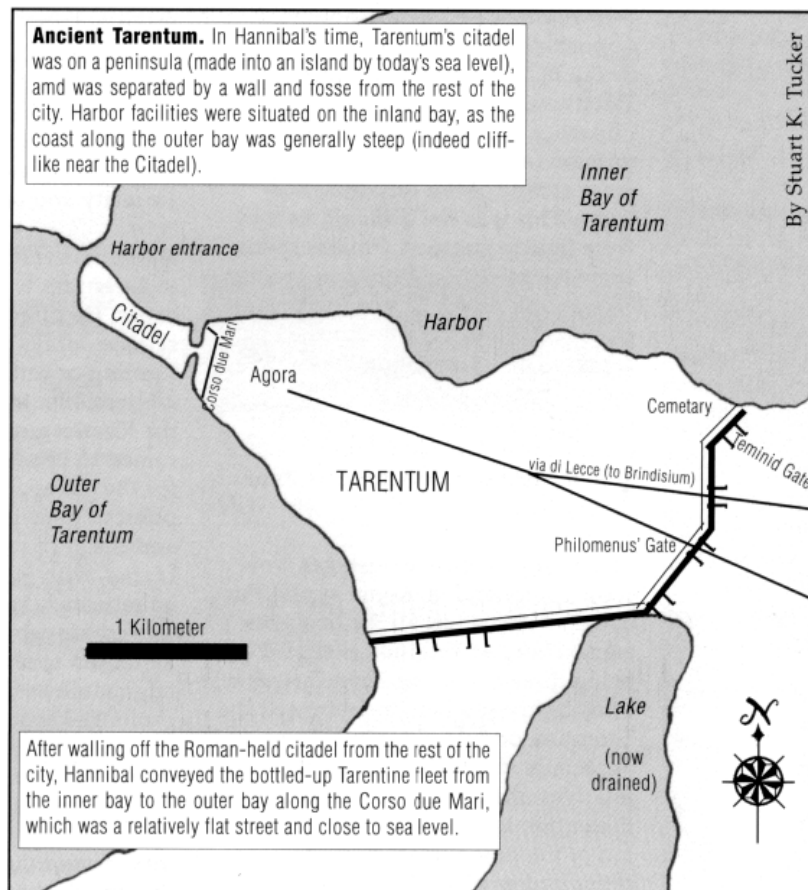 Ancient Tarentum. In Hannibal's time, Tarentum's citadel
was on a peninsula (made into an island by today's sea level),
amd was separated by a wall and fosse from the rest of the
city. Harbor facilities were situated on the inland bay, as the
coast along the outer bay was generally steep (indeed cliff-
like near the Citadel).
By Stuart K. Tucker
Inner
Bay of
Tarentum
Harbor entrance
Citadel
Corso due Mari
Harbor
Agora
Cemetary
Teminid Gate
via di Lecce (to Brindisium)
TARENTUM
Outer
Bay of
Tarentum
Philomenus' Gate
1 Kilometer
Lake
(now
drained)
N
After walling off the Roman-held citadel from the rest of the
city, Hannibal conveyed the bottled-up Tarentine fleet from
the inner bay to the outer bay along the Corso due Mari,
which was a relatively flat street and close to sea level.